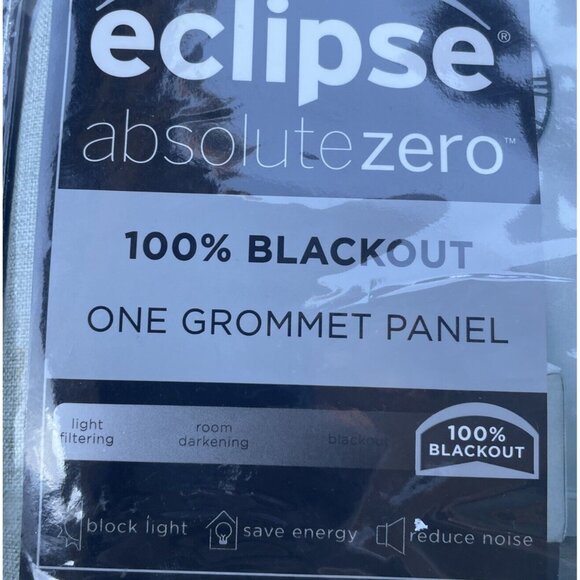 eclipse®
absolutezero™
100% BLACKOUT
ONE GROMMET PANEL
light
filtering
room
darkening
blackout
100%
BLACKOUT
block light
save energy
reduce noise